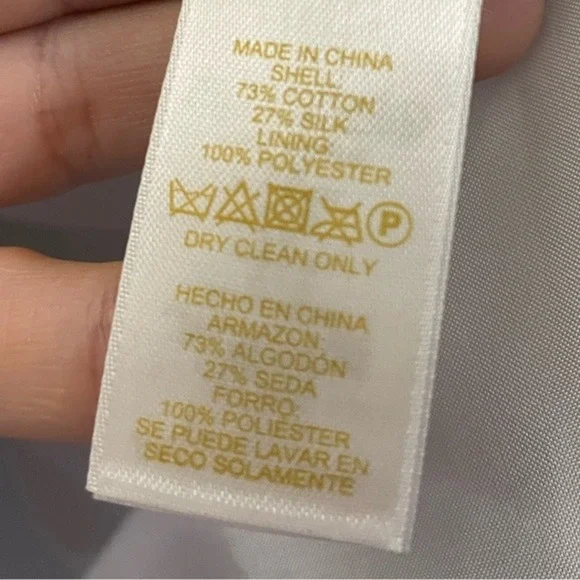 MADE IN CHINA
SHELL:
73% COTTON
27% SILK
LINING:
100% POLYESTER
P
DRY CLEAN ONLY
HECHO EN CHINA
ARMAZON:
73% ALGODÓN
27% SEDA
FORRO:
100% POLIÉSTER
SE PUEDE LAVAR EN
SECO SOLAMENTE